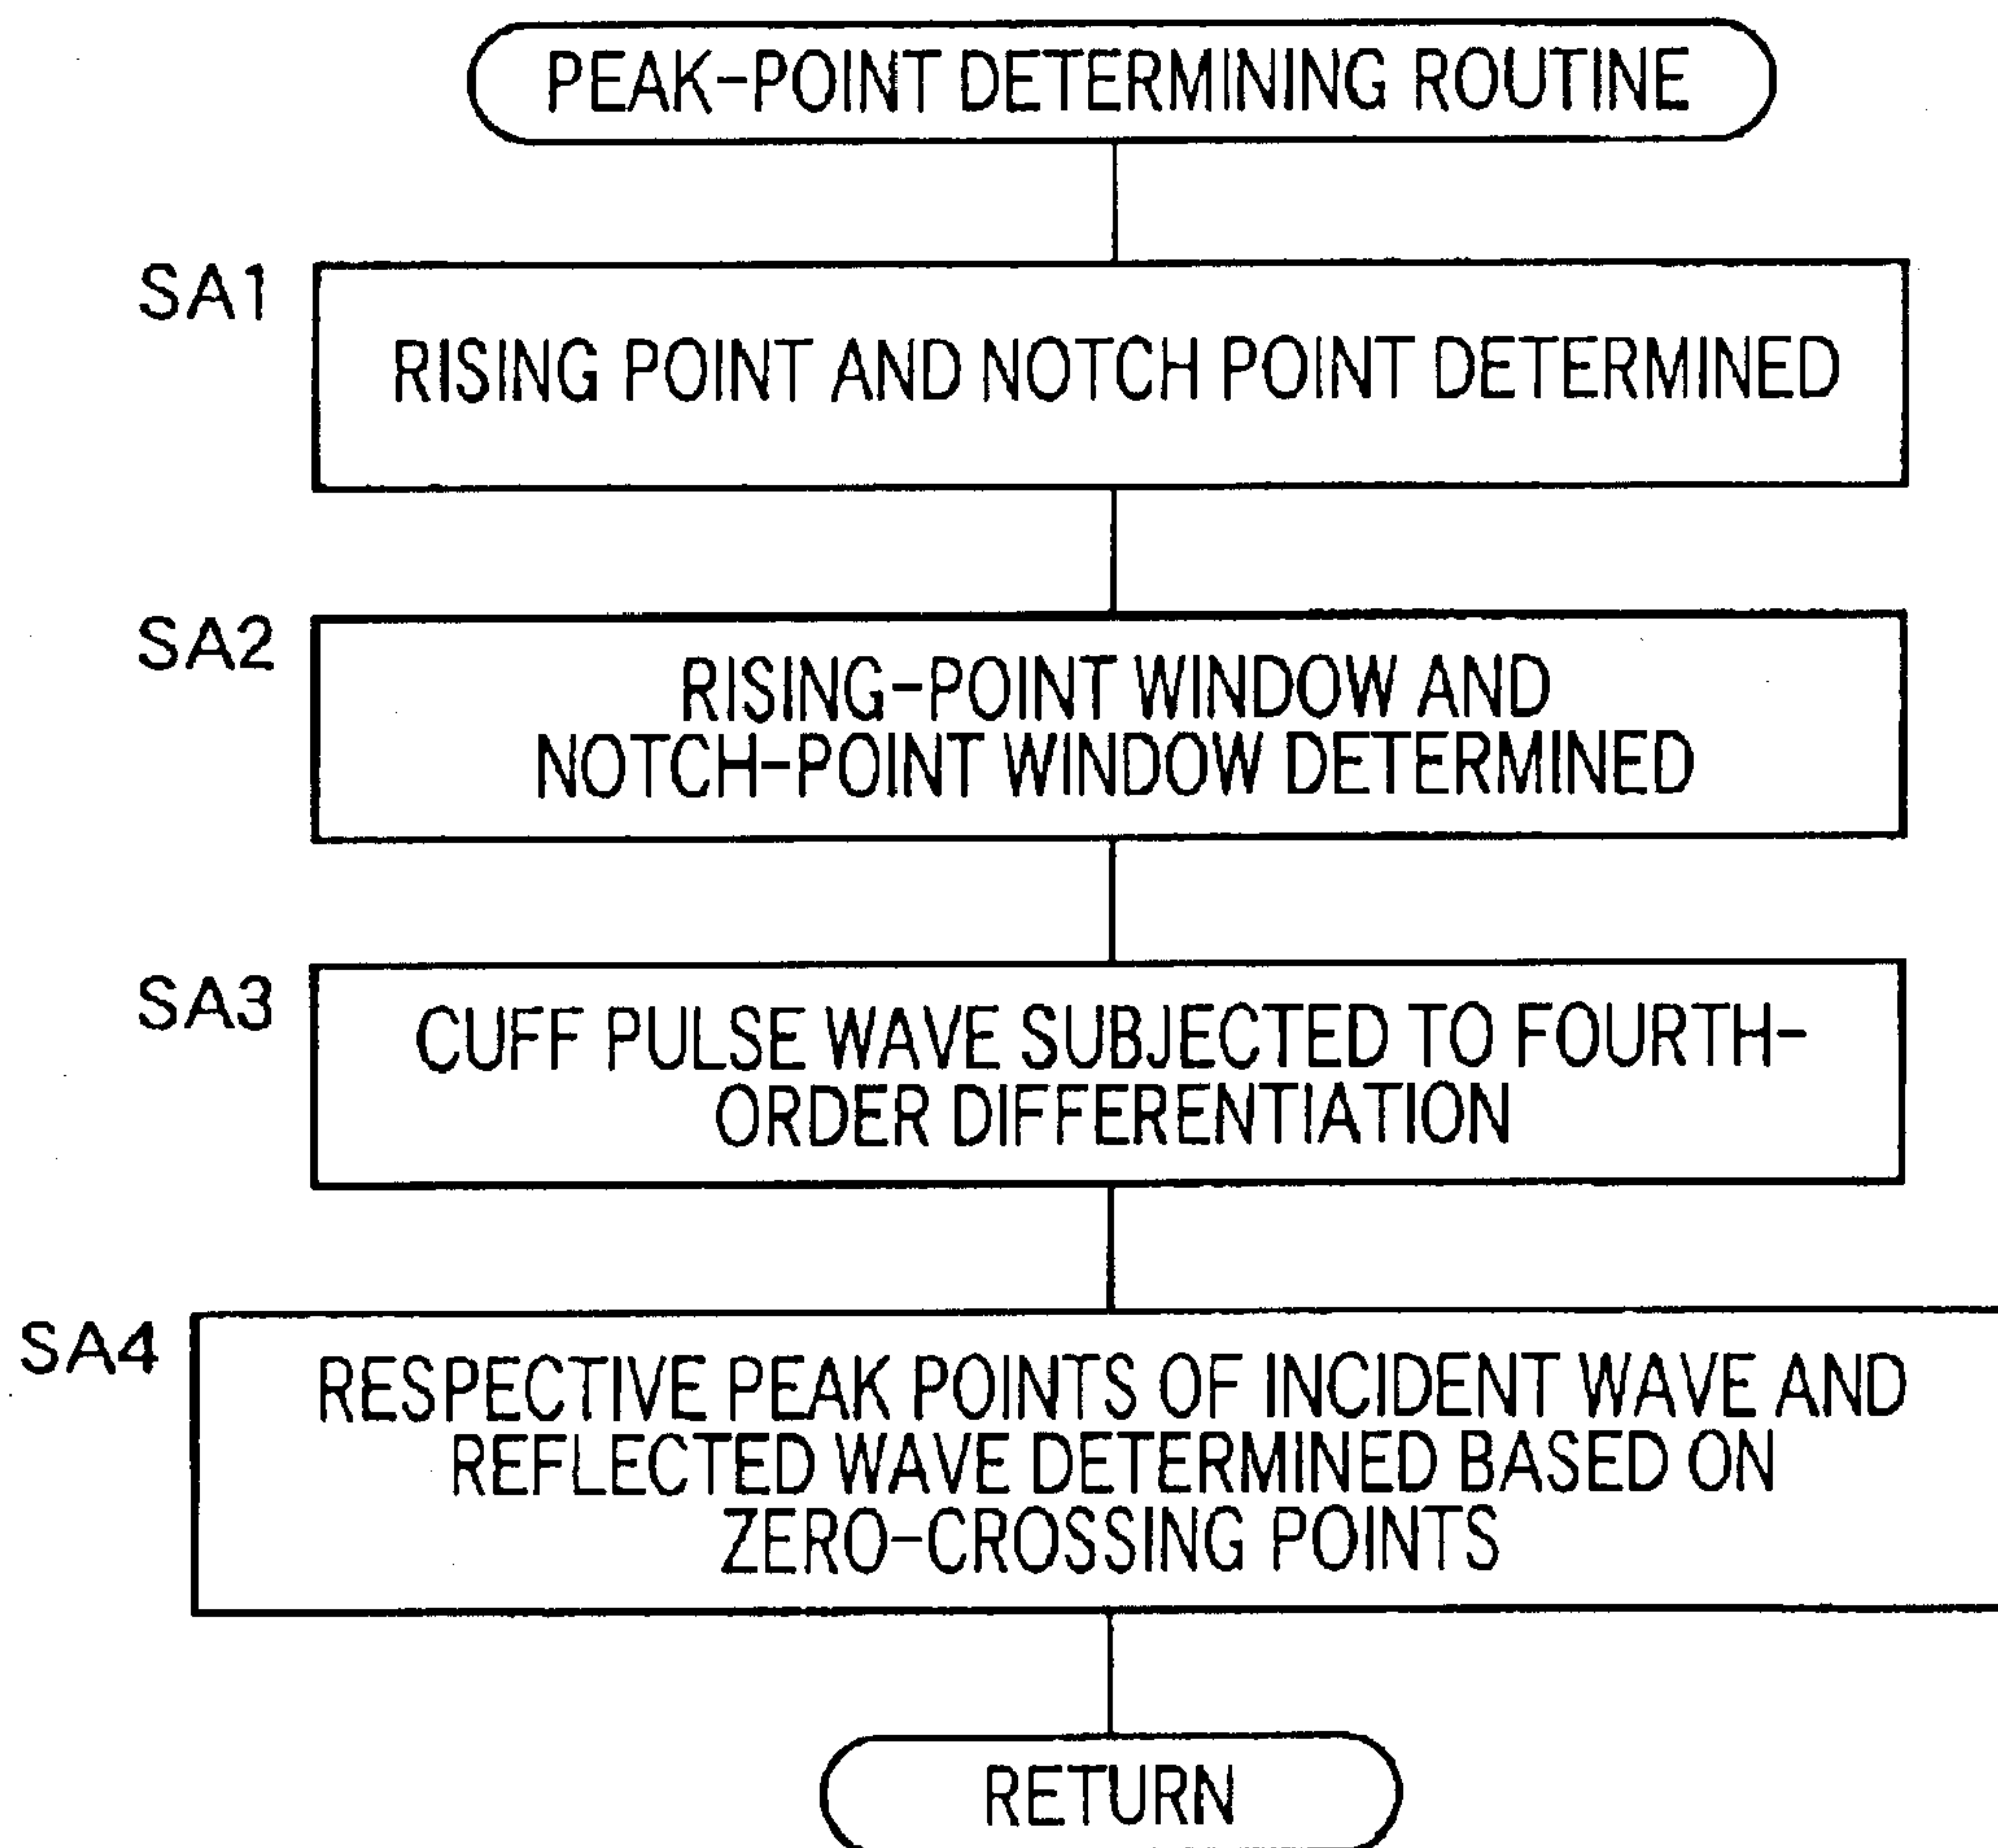 PEAK-POINT DETERMINING ROUTINE
SA1
RISING POINT AND NOTCH POINT DETERMINED
SA2
RISING-POINT WINDOW AND
NOTCH-POINT WINDOW DETERMINED
SA3
CUFF PULSE WAVE SUBJECTED TO FOURTH-
ORDER DIFFERENTIATION
SA4
RESPECTIVE PEAK POINTS OF INCIDENT WAVE AND
REFLECTED WAVE DETERMINED BASED ON
ZERO-CROSSING POINTS
RETURN